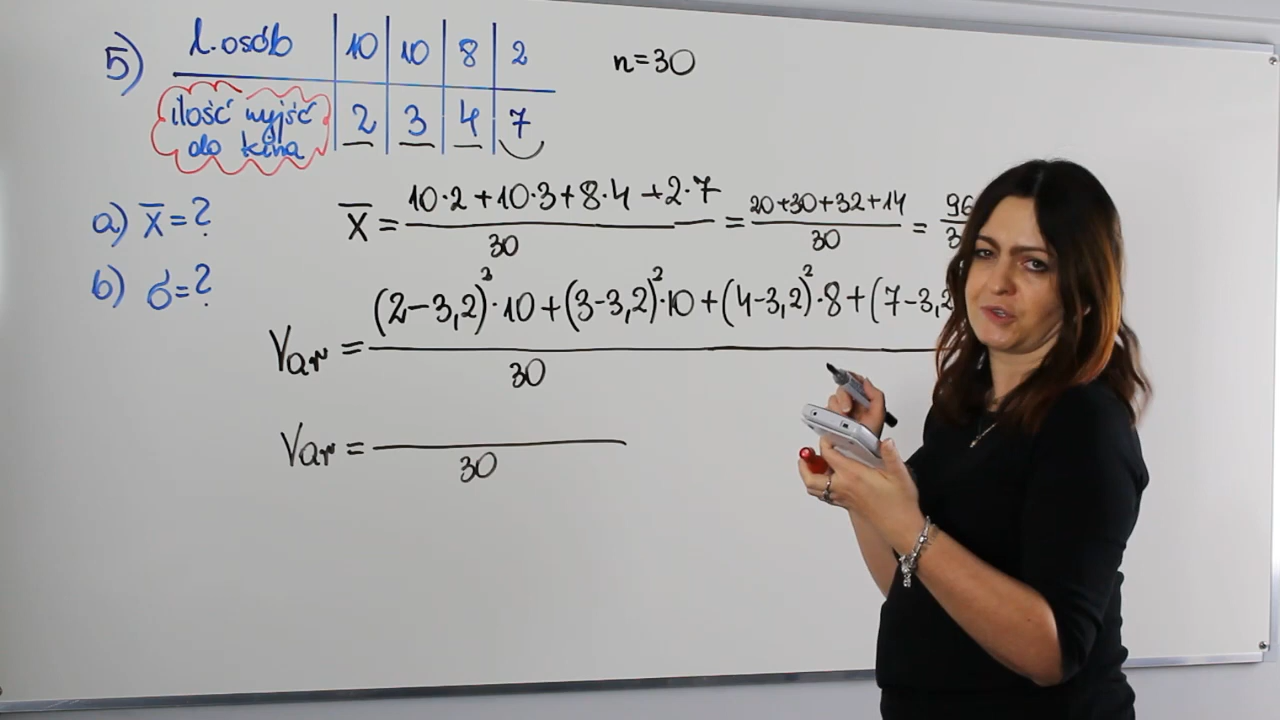 5) l. osób 10 10 8 2 n=30
ilość wyjść 2 3 4 7
do kina
a) x̄=? x̄ = (10·2+10·3+8·4+2·7)/30 = (20+30+32+14)/30 = 96/3
b) σ=?
Var = ((2-3,2)²·10+(3-3,2)²·10+(4-3,2)²·8+(7-3,2)/30
Var = /30